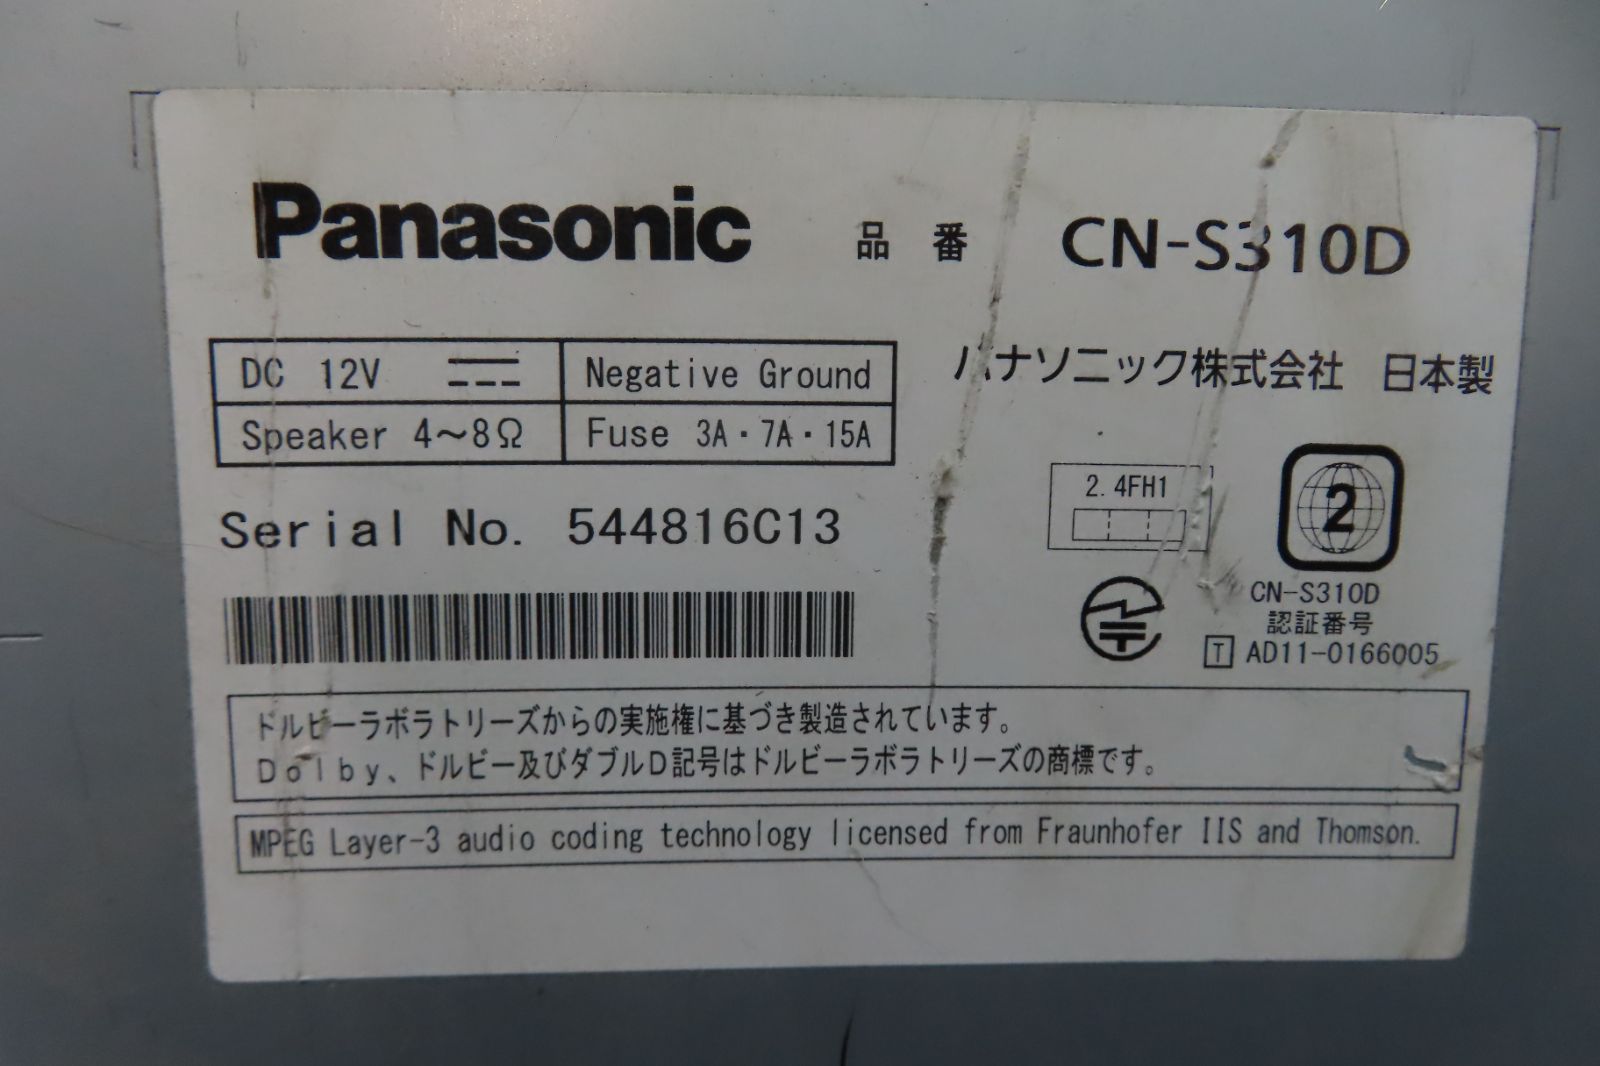 Panasonic 品番 CN-S310D
DC 12V Negative Ground
Speaker 4～8Ω Fuse 3A・7A・15A
パナソニック株式会社 日本製
Serial No. 544816C13
2.4FH1
2
CN-S310D
認証番号
T AD11-0166005
ドルビーラボラトリーズからの実施権に基づき製造されています。
Dolby、ドルビー及びダブルD記号はドルビーラボラトリーズの商標です。
MPEG Layer-3 audio coding technology licensed from Fraunhofer IIS and Thomson.